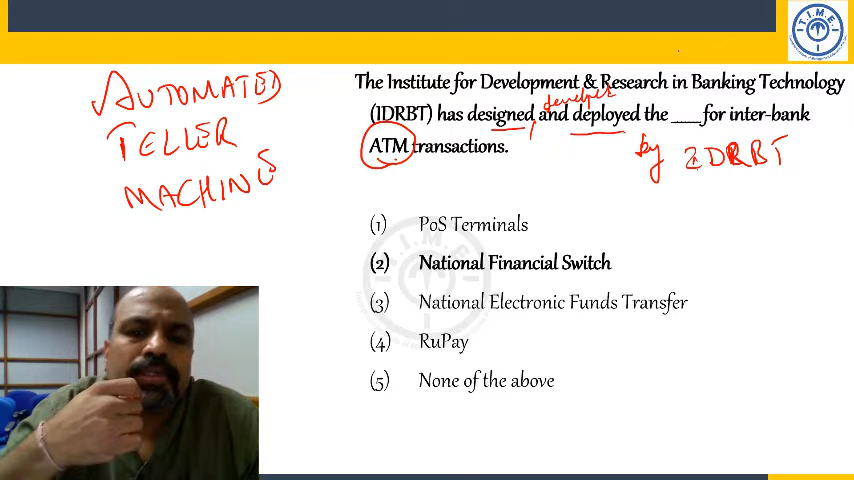 T.I.M.E.
AUTOMATED
TELLER
MACHINE
The Institute for Development & Research in Banking Technology
(IDRBT) has designed and deployed the ____ for inter-bank
ATM transactions.
by IDRBT
(1) PoS Terminals
(2) National Financial Switch
(3) National Electronic Funds Transfer
(4) RuPay
(5) None of the above